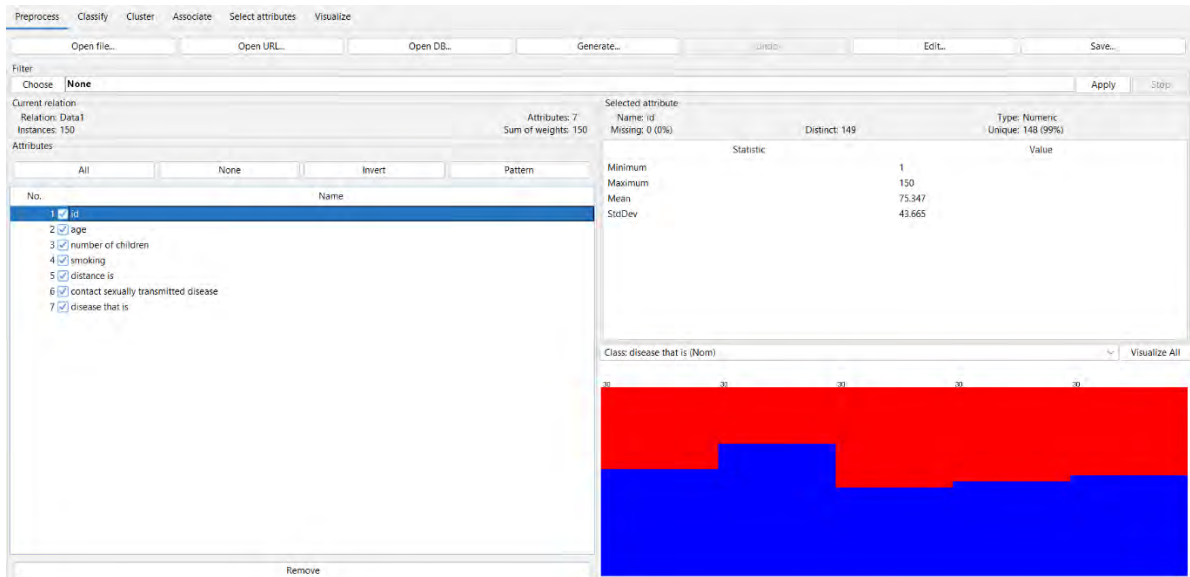 Preprocess Classify Cluster Associate Select attributes Visualize
Open file... Open URL... Open DB... Generate... Undo Edit... Save...
Filter
Choose None Apply Stop
Current relation
Relation: Data1 Attributes: 7
Instances: 150 Sum of weights: 150
Attributes
All None Invert Pattern
No. Name
1 id
2 age
3 number of children
4 smoking
5 distance is
6 contact sexually transmitted disease
7 disease that is
Remove
Selected attribute
Name: id Type: Numeric
Missing: 0 (0%) Distinct: 149 Unique: 148 (99%)
Statistic Value
Minimum 1
Maximum 150
Mean 75.347
StdDev 43.665
Class: disease that is (Nom) Visualize All
30 30 30 30 30